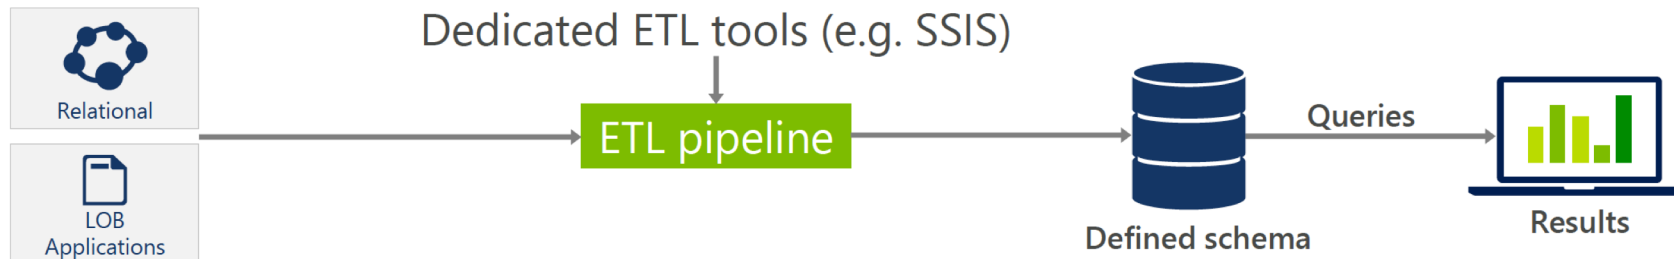 Dedicated ETL tools (e.g. SSIS)
Relational
ETL pipeline
Queries
LOB
Applications
Defined schema
Results